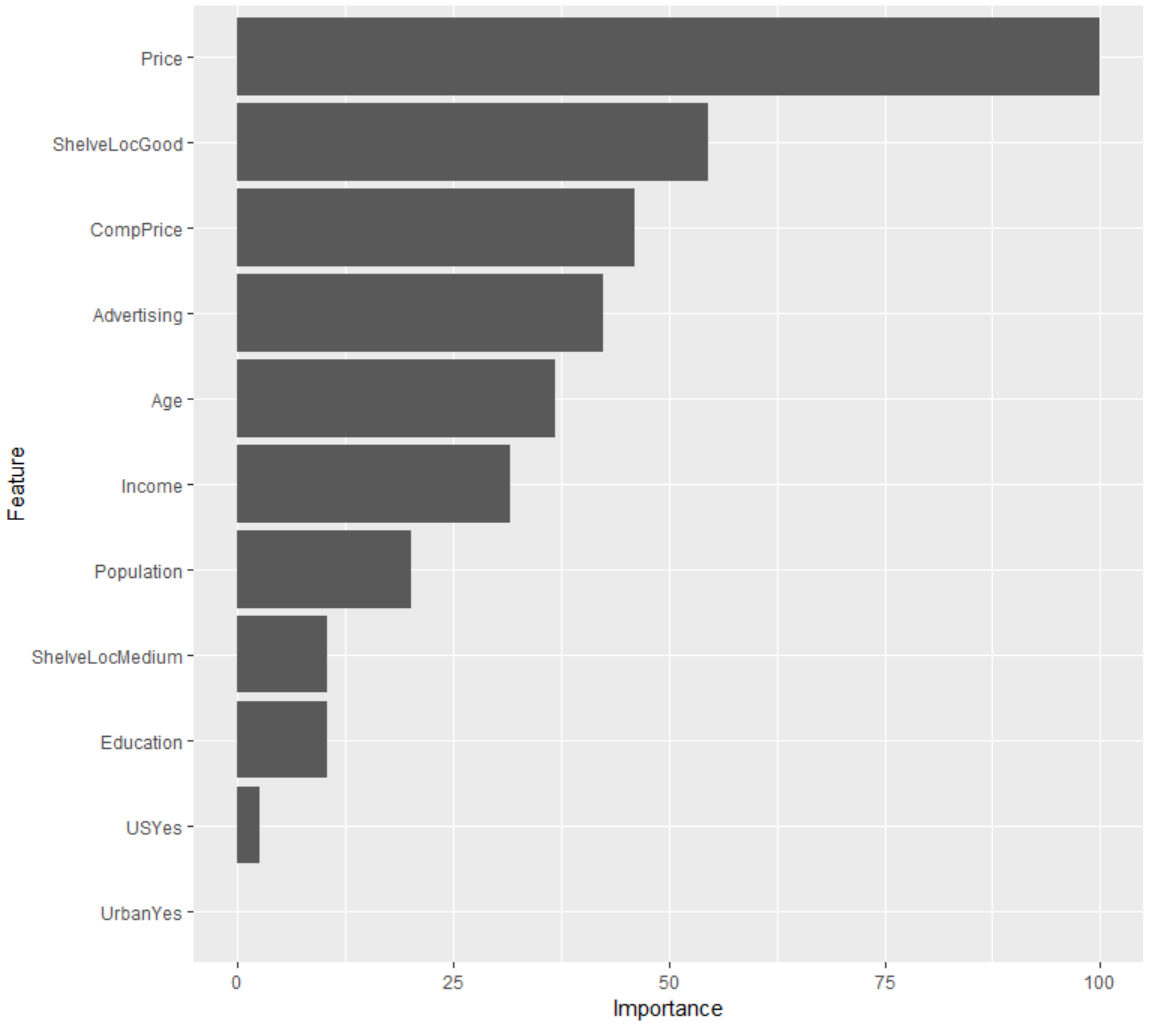 Price
ShelveLocGood
CompPrice
Advertising
Age
Income
Population
ShelveLocMedium
Education
USYes
UrbanYes
Feature
0 25 50 75 100
Importance